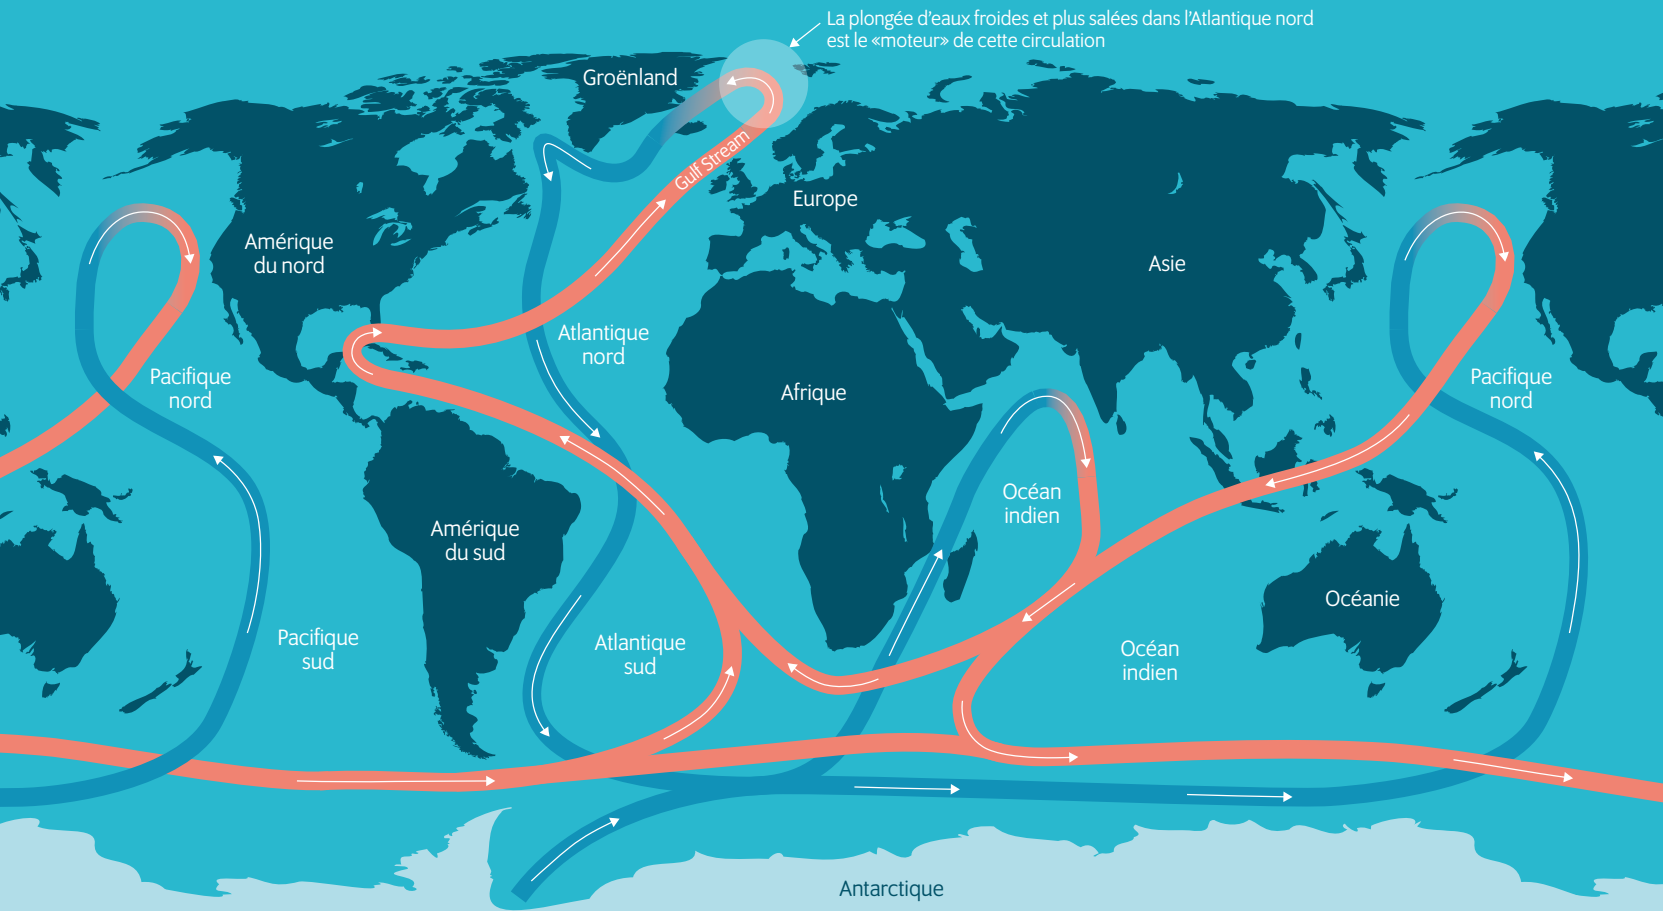 La plongée d'eaux froides et plus salées dans l'Atlantique nord
est le «moteur» de cette circulation
Groënland
Gulf Stream
Europe
Amérique
du nord
Asie
Atlantique
nord
Pacifique
nord
Afrique
Pacifique
nord
Océan
indien
Amérique
du sud
Océanie
Pacifique
sud
Atlantique
sud
Océan
indien
Antarctique